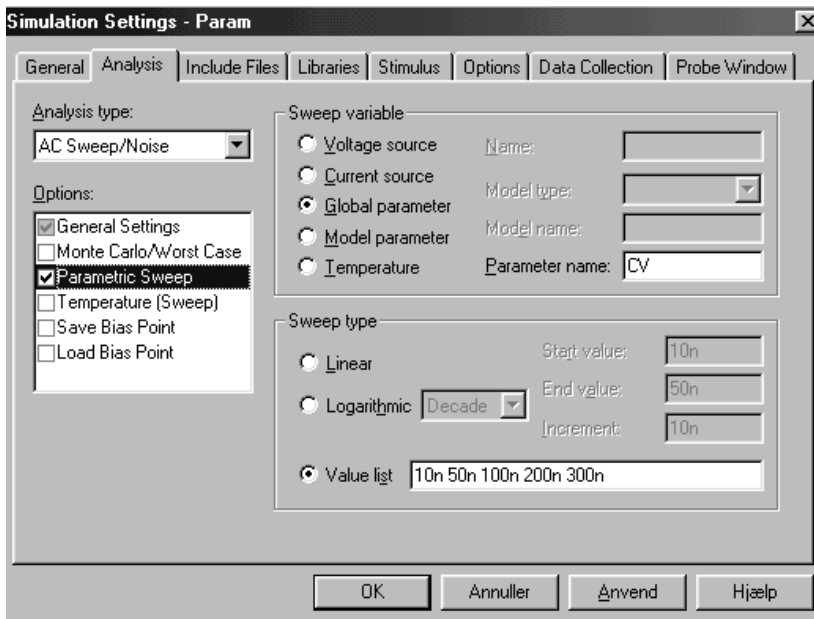 Simulation Settings - Param
General Analysis Include Files Libraries Stimulus Options Data Collection Probe Window
Analysis type:
AC Sweep/Noise
Options:
General Settings
Monte Carlo/Worst Case
Parametric Sweep
Temperature (Sweep)
Save Bias Point
Load Bias Point
Sweep variable
Voltage source
Current source
Global parameter
Model parameter
Temperature
Name:
Model type:
Model name:
Parameter name: CV
Sweep type
Linear
Logarithmic Decade
Value list 10n 50n 100n 200n 300n
Start value: 10n
End value: 50n
Increment: 10n
OK Annuller Anvend Hjælp